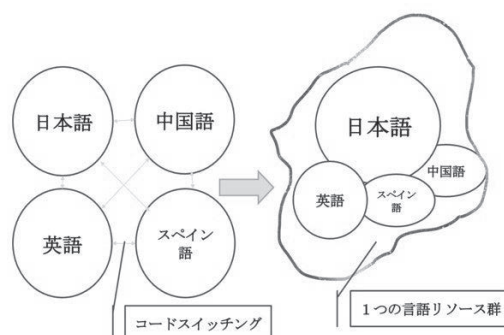 日本語
中国語
英語
スペイン
語
コードスイッチング
日本語
中国語
英語
スペイン
語
1つの言語リソース群